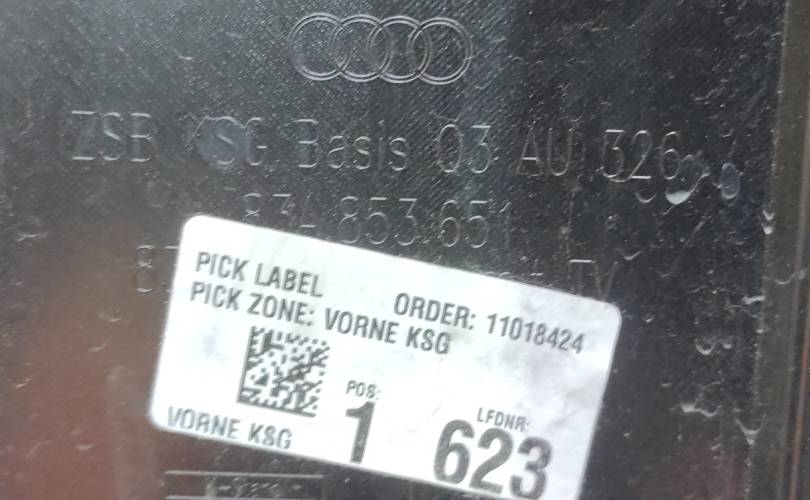 ZSB KSG Basis 03 AU 326
83A.853.651
PICK LABEL
ORDER: 11018424
PICK ZONE: VORNE KSG
POS:
1
LFDNR:
623
VORNE KSG